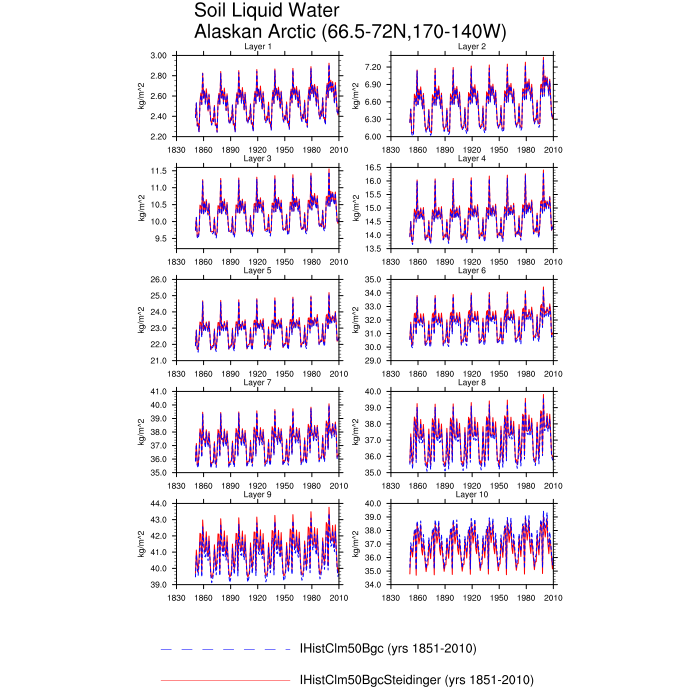 Soil Liquid Water
Alaskan Arctic (66.5-72N,170-140W)
Layer 1
3.00
2.80
2.60
2.40
2.20
kg/m^2
1830 1860 1890 1920 1950 1980 2010
Layer 2
7.20
6.90
6.60
6.30
6.00
kg/m^2
1830 1860 1890 1920 1950 1980 2010
Layer 3
11.5
11.0
10.5
10.0
9.5
kg/m^2
1830 1860 1890 1920 1950 1980 2010
Layer 4
16.5
16.0
15.5
15.0
14.5
14.0
13.5
kg/m^2
1830 1860 1890 1920 1950 1980 2010
Layer 5
26.0
25.0
24.0
23.0
22.0
21.0
kg/m^2
1830 1860 1890 1920 1950 1980 2010
Layer 6
35.0
34.0
33.0
32.0
31.0
30.0
29.0
kg/m^2
1830 1860 1890 1920 1950 1980 2010
Layer 7
41.0
40.0
39.0
38.0
37.0
36.0
35.0
kg/m^2
1830 1860 1890 1920 1950 1980 2010
Layer 8
40.0
39.0
38.0
37.0
36.0
35.0
kg/m^2
1830 1860 1890 1920 1950 1980 2010
Layer 9
44.0
43.0
42.0
41.0
40.0
39.0
kg/m^2
1830 1860 1890 1920 1950 1980 2010
Layer 10
40.0
39.0
38.0
37.0
36.0
35.0
34.0
kg/m^2
1830 1860 1890 1920 1950 1980 2010
IHistClm50Bgc (yrs 1851-2010)
IHistClm50BgcSteidinger (yrs 1851-2010)